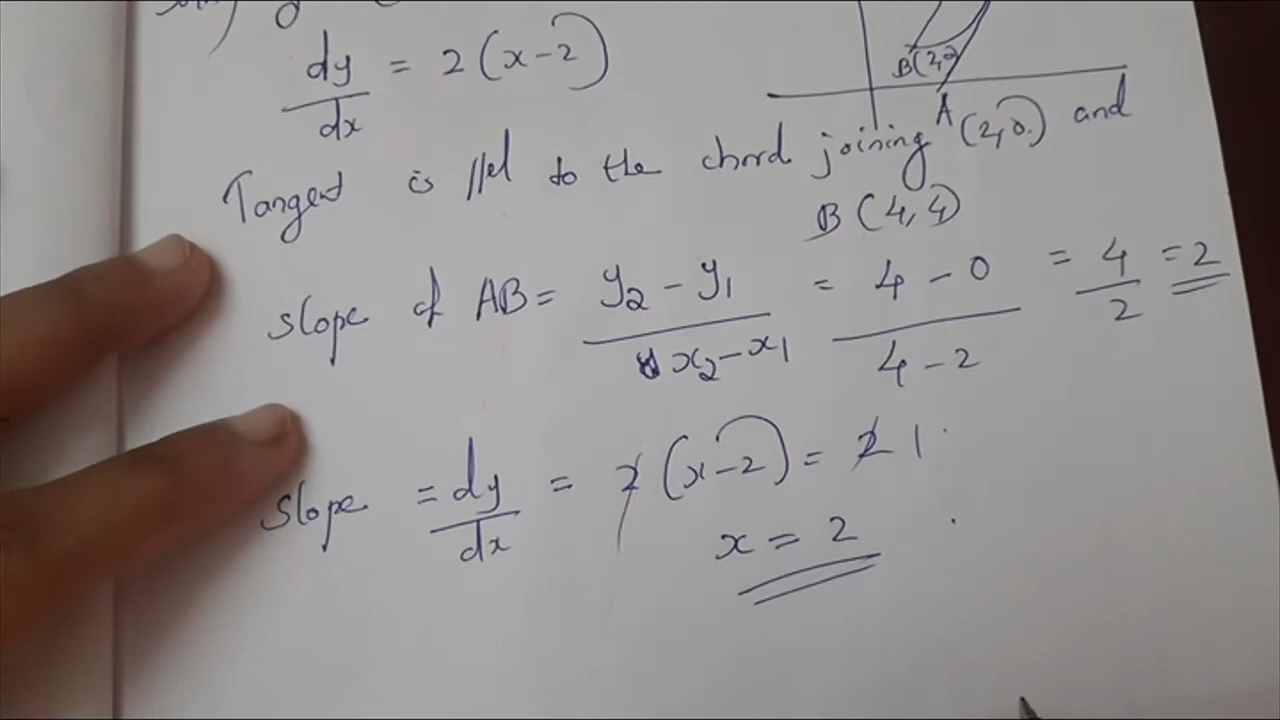 dy/dx = 2(x-2)
B(2,2)
Tangent is ||el to the chord joining A (2,0) and
B (4,4)
slope of AB = y2 - y1 / x2 - x1 = 4 - 0 / 4 - 2 = 4/2 = 2
slope = dy/dx = 2(x-2) = 2 1
x = 2